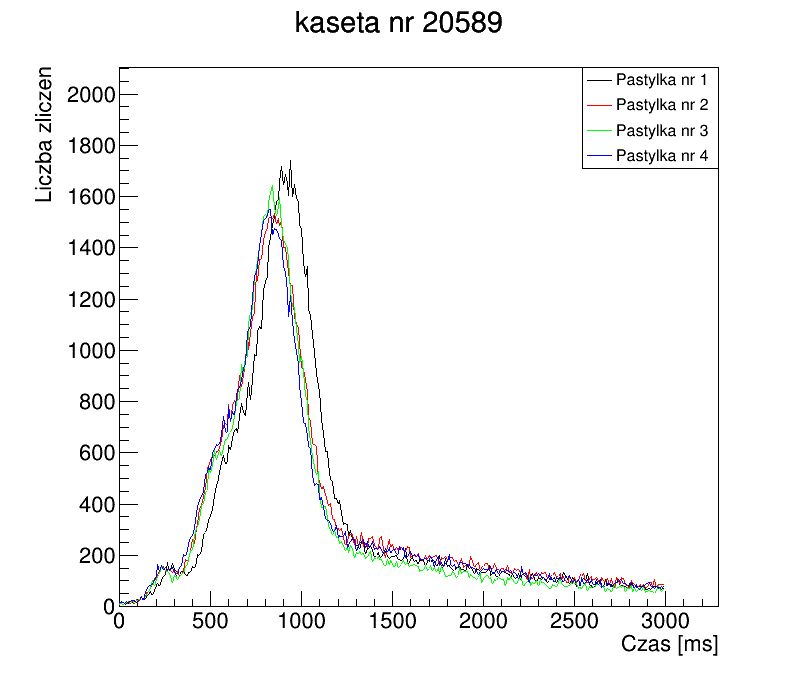 kaseta nr 20589
Liczba zliczen
Pastylka nr 1
Pastylka nr 2
Pastylka nr 3
Pastylka nr 4
2000
1800
1600
1400
1200
1000
800
600
400
200
0
0 500 1000 1500 2000 2500 3000
Czas [ms]